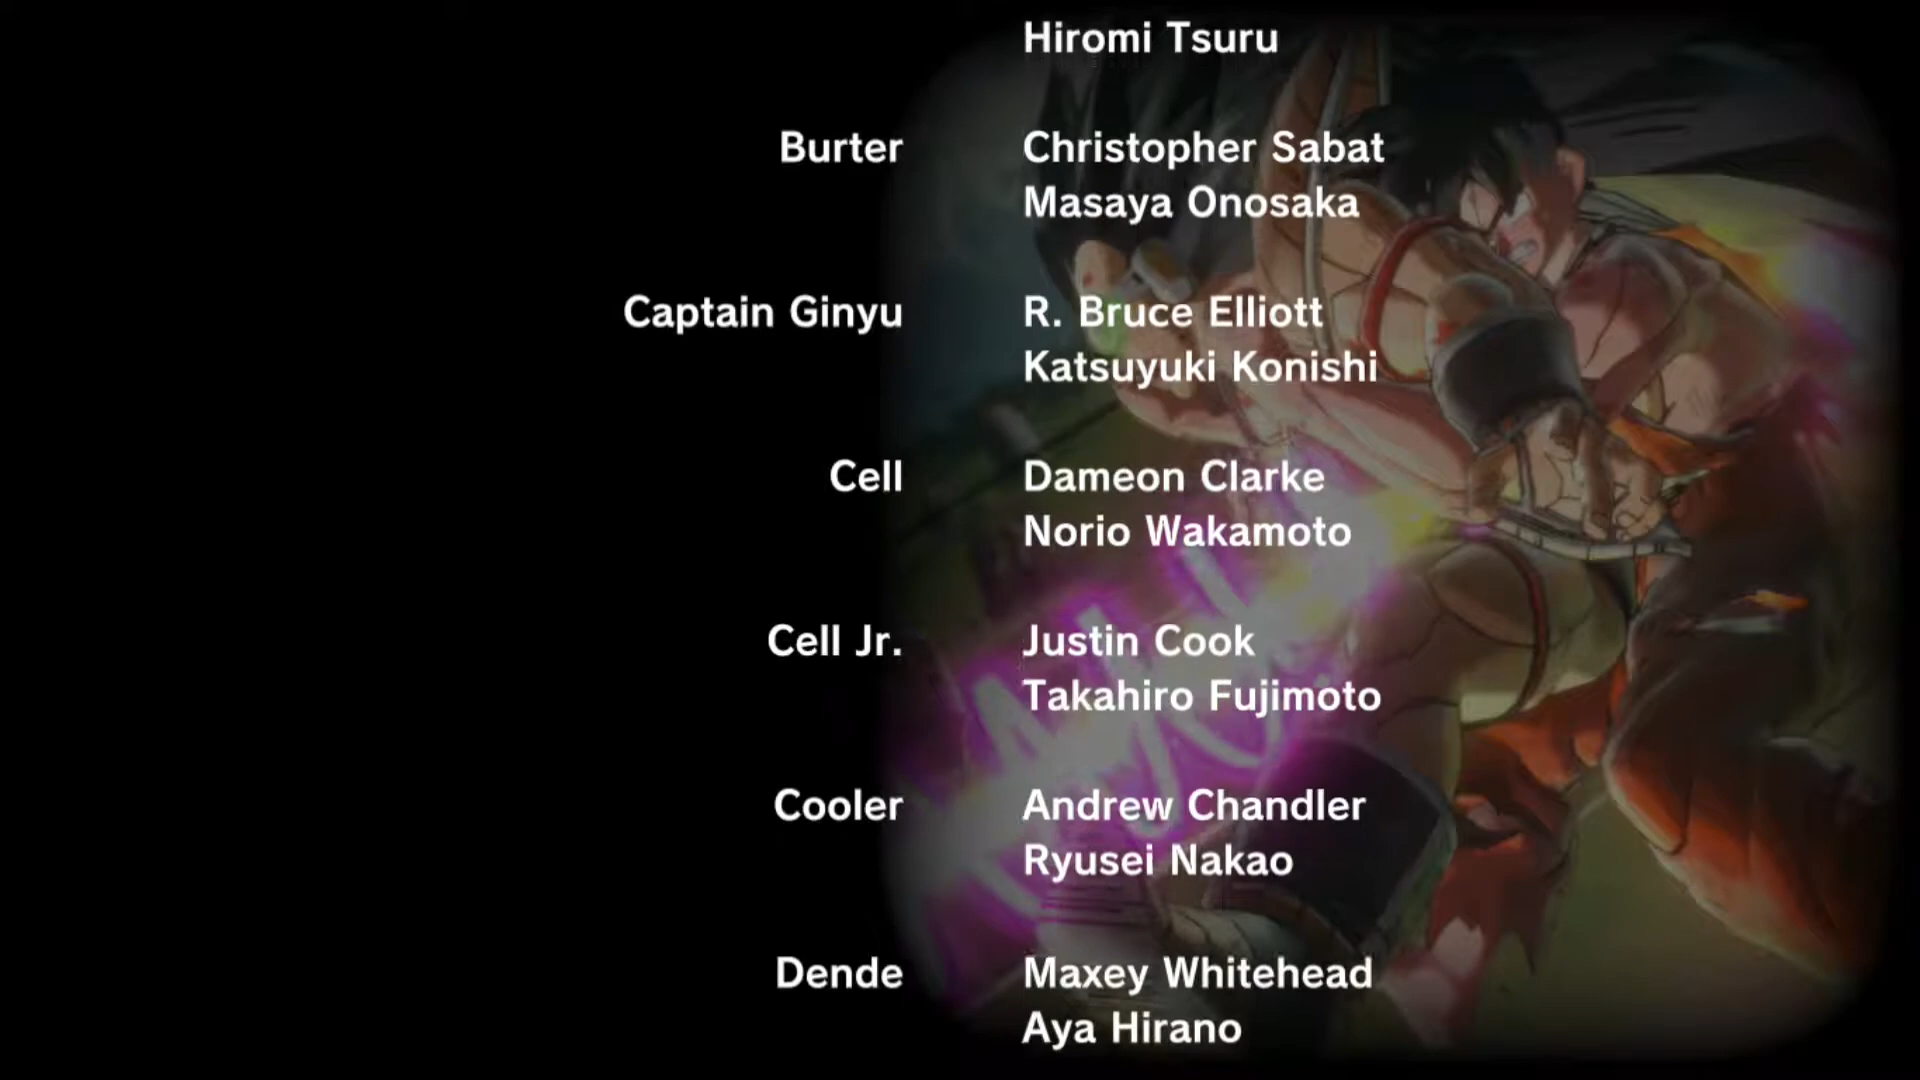 Hiromi Tsuru
Burter Christopher Sabat
Masaya Onosaka
Captain Ginyu R. Bruce Elliott
Katsuyuki Konishi
Cell Dameon Clarke
Norio Wakamoto
Cell Jr. Justin Cook
Takahiro Fujimoto
Cooler Andrew Chandler
Ryusei Nakao
Dende Maxey Whitehead
Aya Hirano